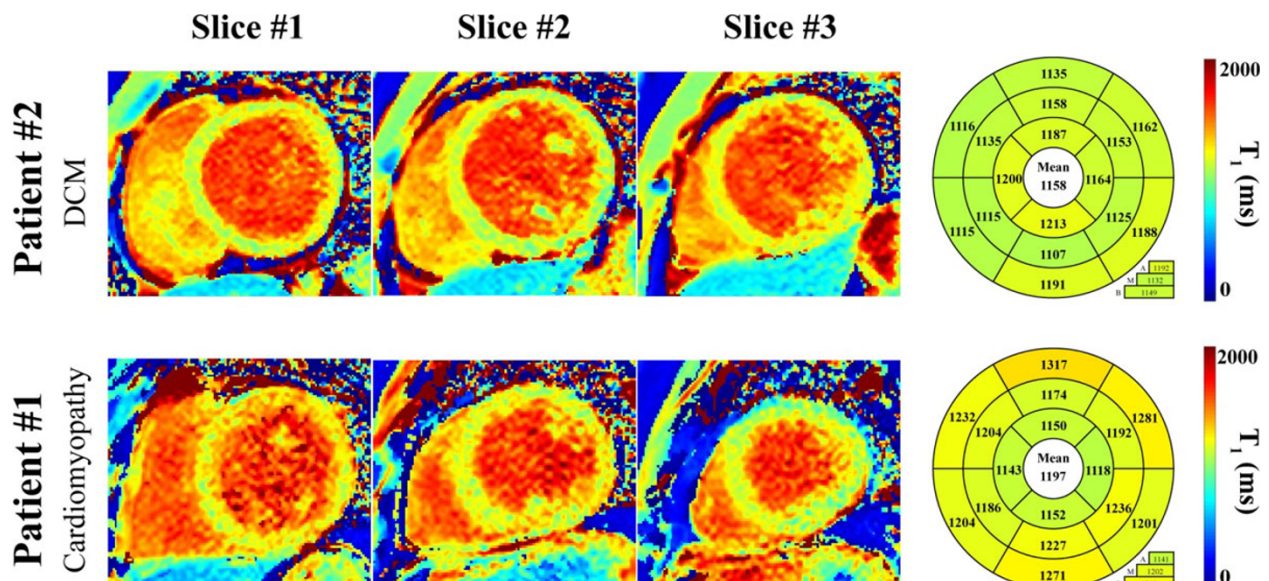 Slice #1 Slice #2 Slice #3
Patient #2
DCM
1135
1158
1187
1116 1135 1153 1162
1200 Mean 1158 1164
1213
1115 1115 1125 1188
1107
1191
A 1192
M 1132
B 1149
2000
T₁ (ms)
0
Patient #1
Cardiomyopathy
1317
1174
1150
1232 1204 1192 1281
1143 Mean 1197 1118
1152
1204 1186 1236 1201
1227
1271
A 1141
M 1202
2000
T₁ (ms)
0